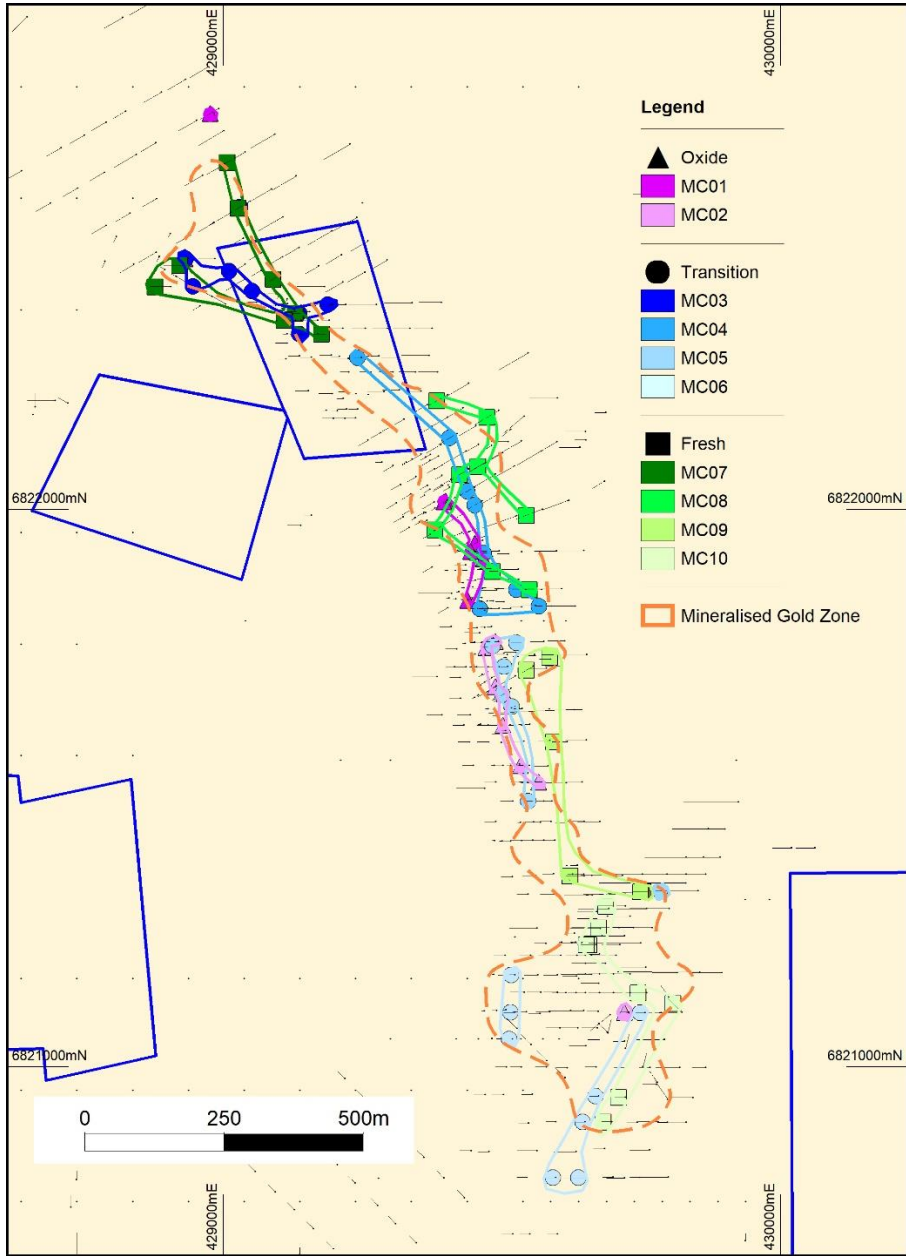 429000mE
430000mE
Legend
Oxide
MC01
MC02
Transition
MC03
MC04
MC05
MC06
Fresh
MC07
MC08
MC09
MC10
Mineralised Gold Zone
6822000mN
6822000mN
6821000mN
6821000mN
0 250 500m
429000mE
430000mE